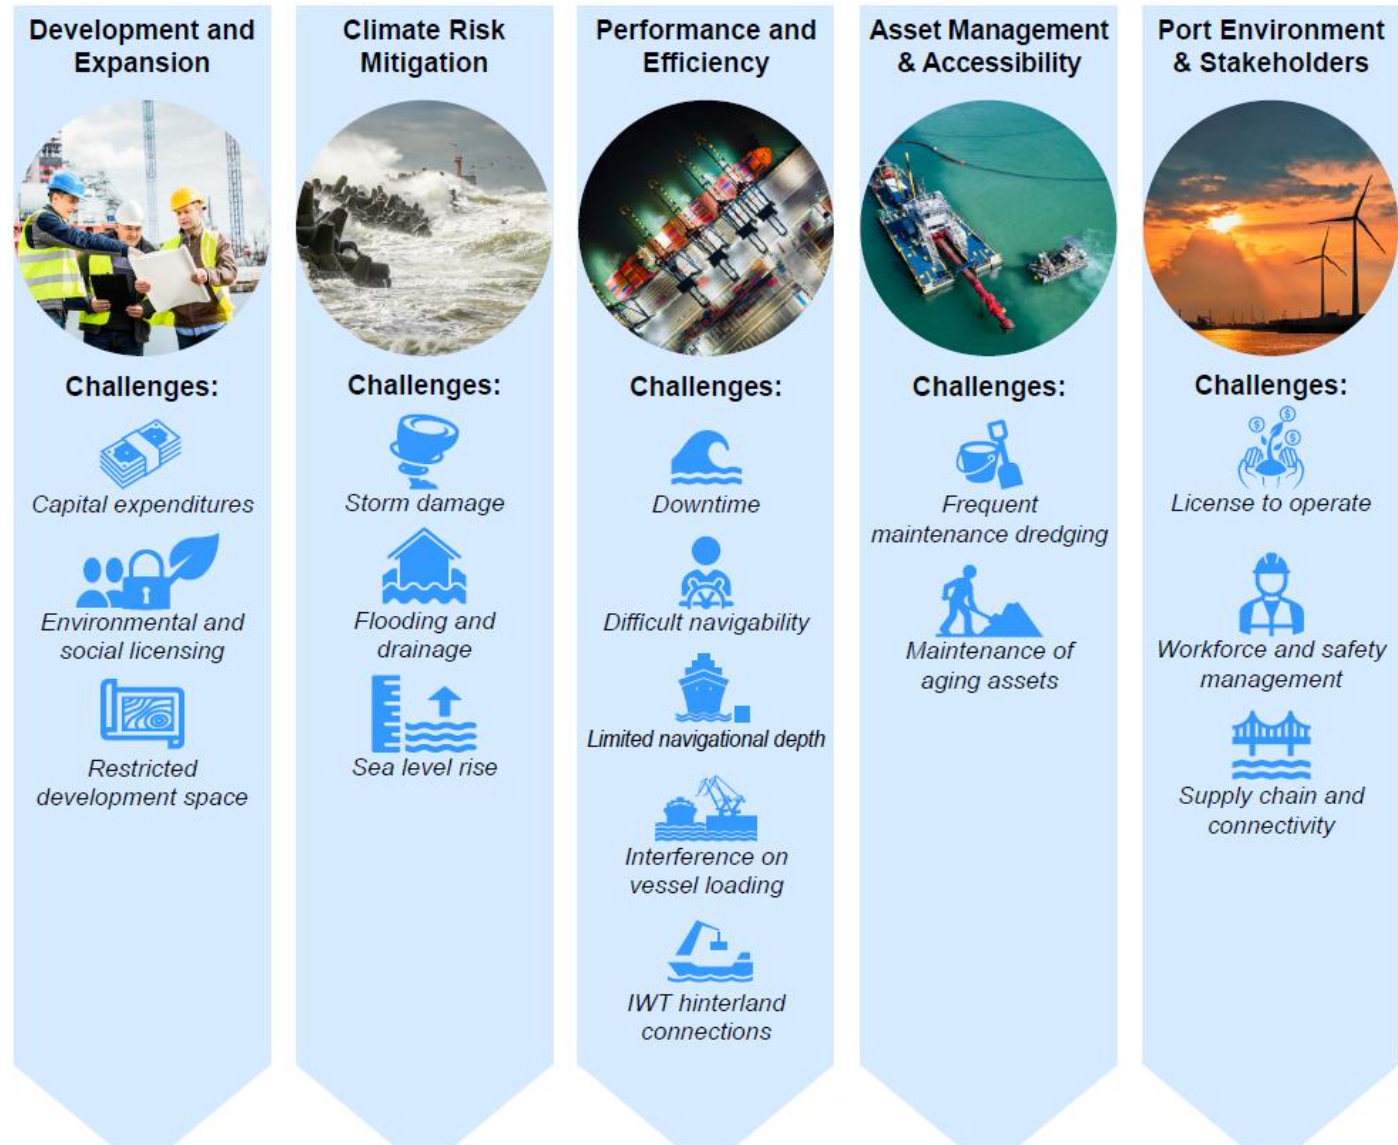 Development and
Expansion
Challenges:
Capital expenditures
Environmental and
social licensing
Restricted
development space
Climate Risk
Mitigation
Challenges:
Storm damage
Flooding and
drainage
Sea level rise
Performance and
Efficiency
Challenges:
Downtime
Difficult navigability
Limited navigational depth
Interference on
vessel loading
IWT hinterland
connections
Asset Management
& Accessibility
Challenges:
Frequent
maintenance dredging
Maintenance of
aging assets
Port Environment
& Stakeholders
Challenges:
$
$
$
License to operate
Workforce and safety
management
Supply chain and
connectivity